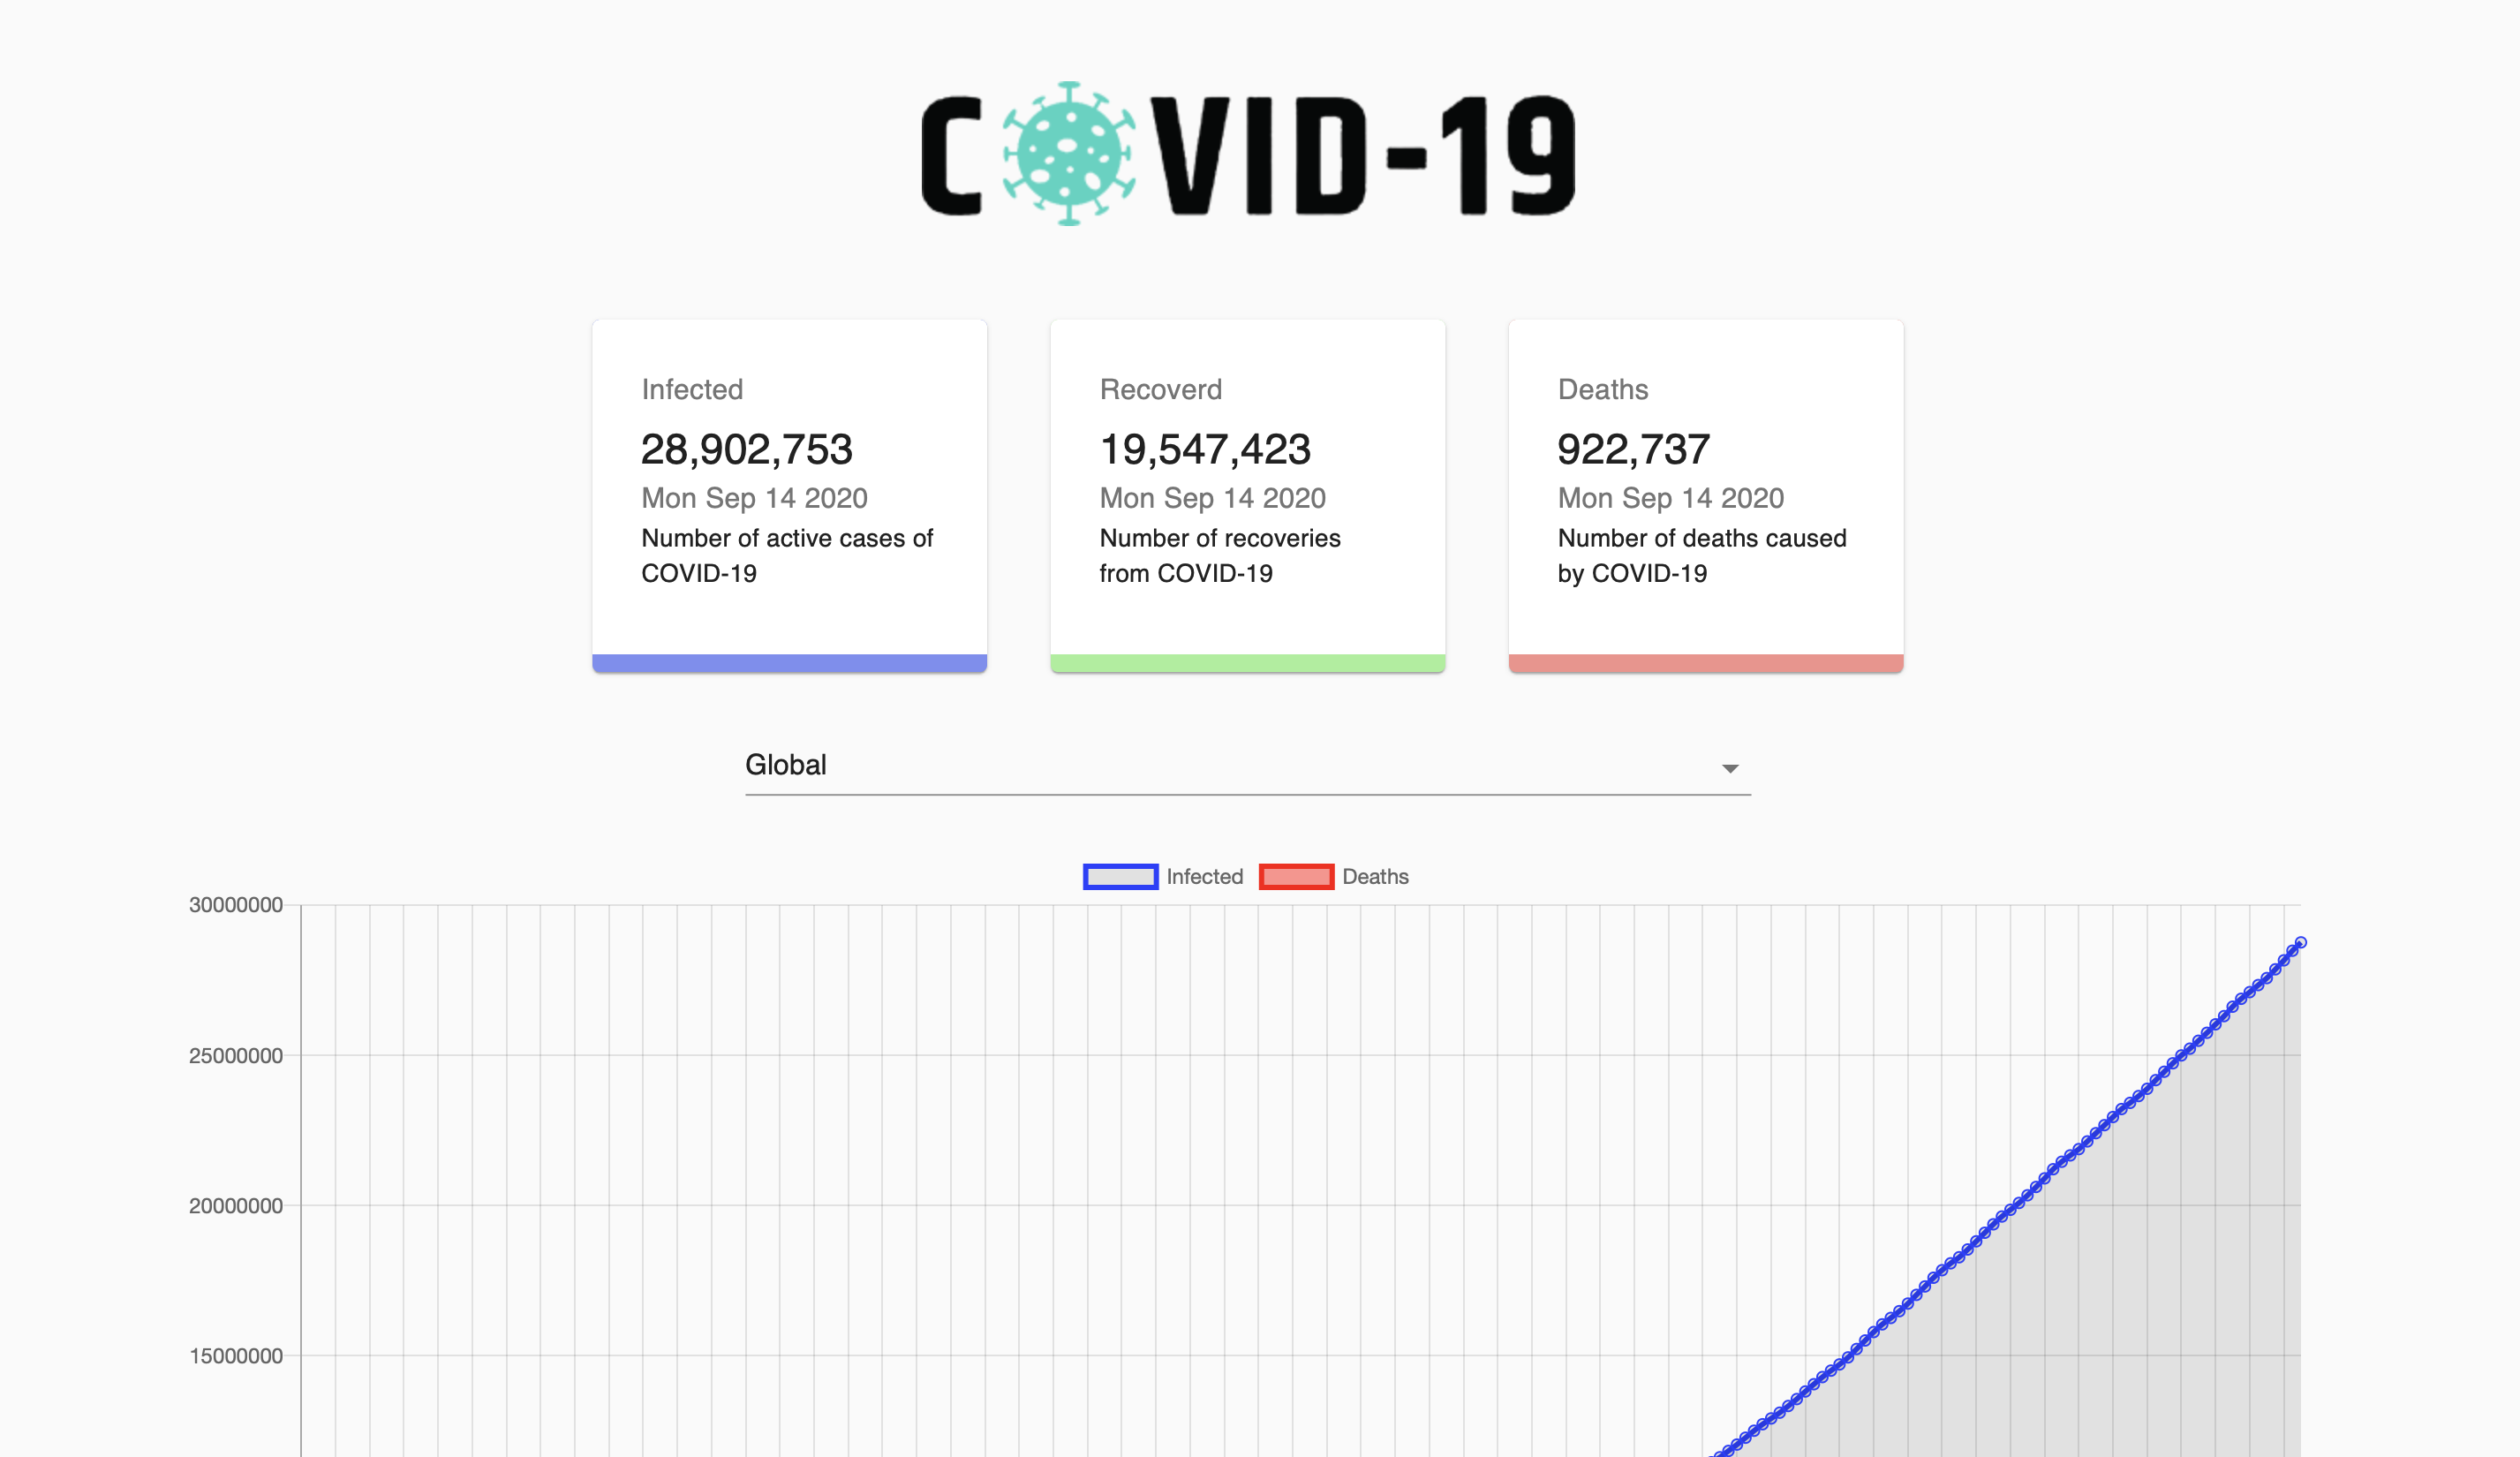 COVID-19
Infected
28,902,753
Mon Sep 14 2020
Number of active cases of
COVID-19
Recoverd
19,547,423
Mon Sep 14 2020
Number of recoveries
from COVID-19
Deaths
922,737
Mon Sep 14 2020
Number of deaths caused
by COVID-19
Global
Infected Deaths
30000000
25000000
20000000
15000000